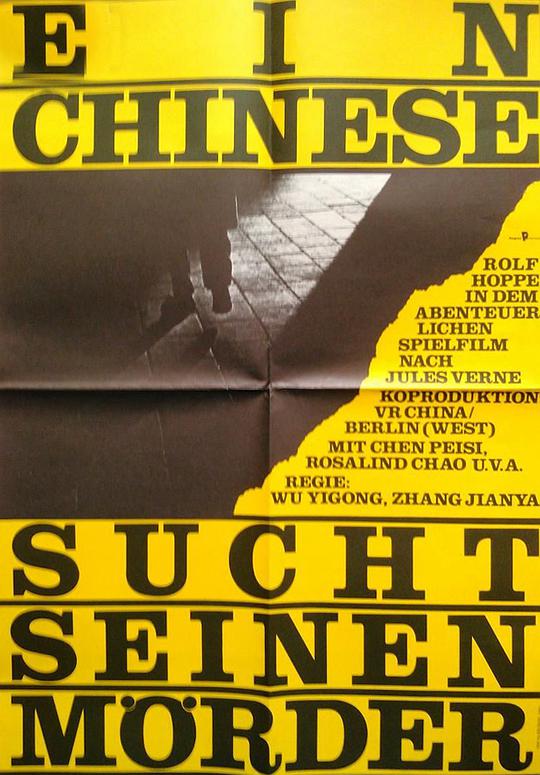 EIN
CHINESE
ROLF
HOPPE
IN DEM
ABENTEUER
LICHEN
SPIELFILM
NACH
JULES VERNE
KOPRODUKTION
VR CHINA/
BERLIN (WEST)
MIT CHEN PEISI,
ROSALIND CHAO U.V.A.
REGIE:
WU YIGONG, ZHANG JIANYA
SUCHT
SEINEN
MÖRDER